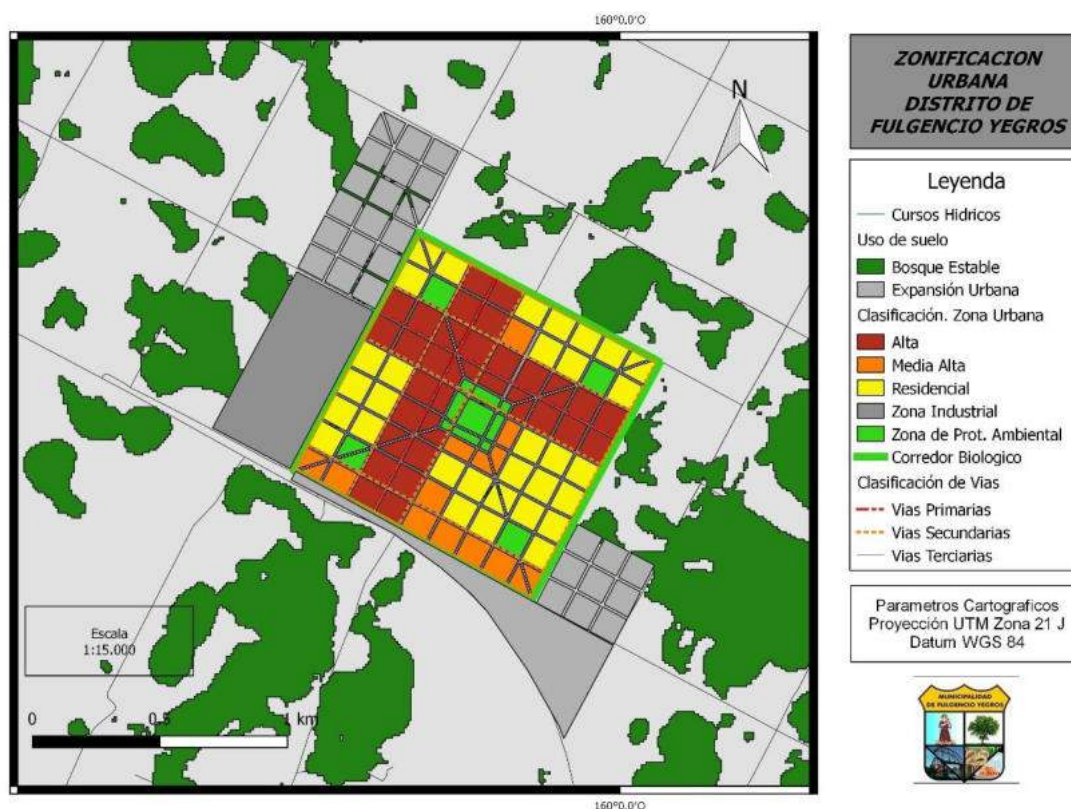 160°0.0'O
N
Escala
1:15.000
0 0.5 1 km
160°0.0'O
ZONIFICACION
URBANA
DISTRITO DE
FULGENCIO YEGROS
Leyenda
Cursos Hidricos
Uso de suelo
Bosque Estable
Expansión Urbana
Clasificación. Zona Urbana
Alta
Media Alta
Residencial
Zona Industrial
Zona de Prot. Ambiental
Corredor Biologico
Clasificación de Vias
Vias Primarias
Vias Secundarias
Vias Terciarias
Parametros Cartograficos
Proyección UTM Zona 21 J
Datum WGS 84
MUNICIPALIDAD
DE FULGENCIO YEGROS